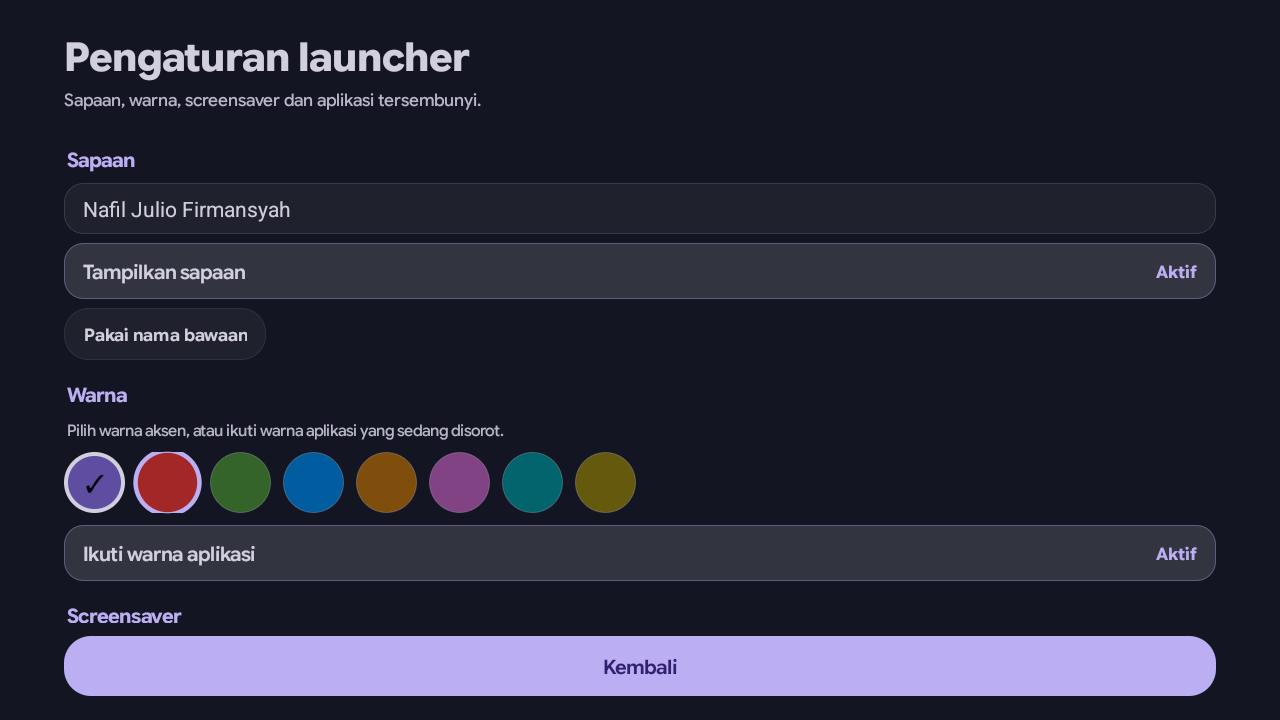 Pengaturan launcher
Sapaan, warna, screensaver dan aplikasi tersembunyi.
Sapaan
Nafil Julio Firmansyah
Tampilkan sapaan Aktif
Pakai nama bawaan
Warna
Pilih warna aksen, atau ikuti warna aplikasi yang sedang disorot.
✓
Ikuti warna aplikasi Aktif
Screensaver
Kembali